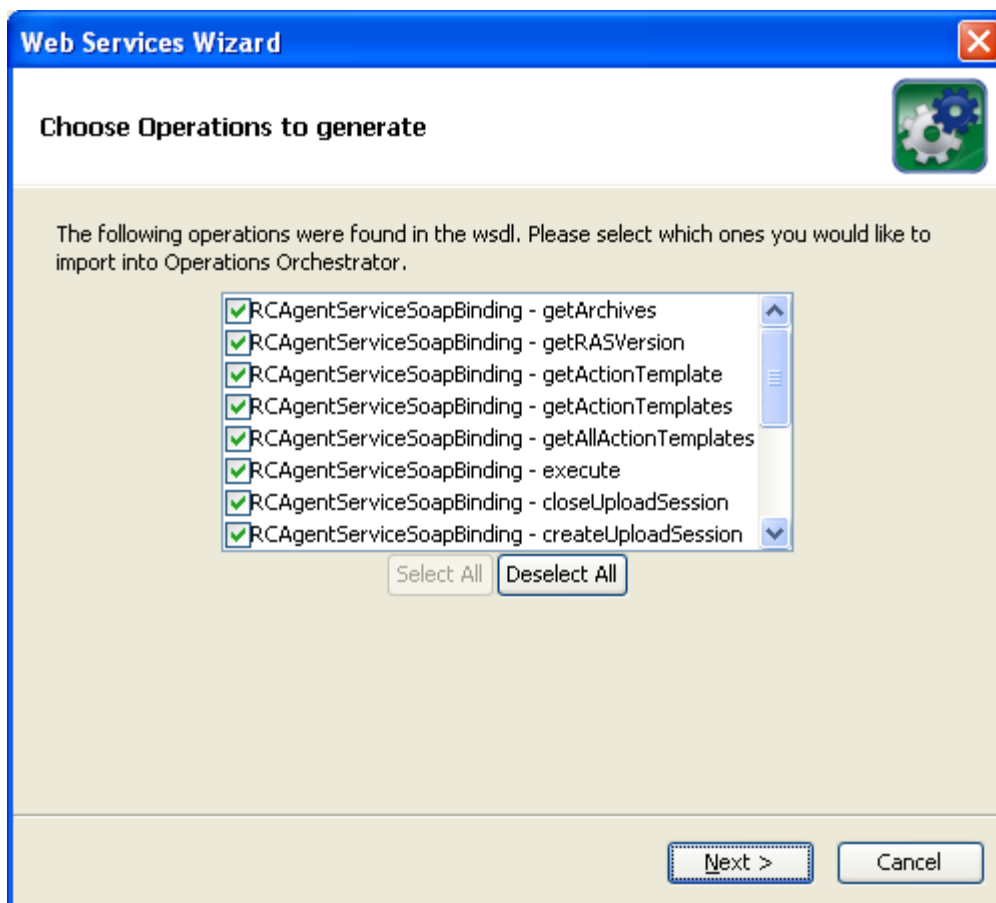 Web Services Wizard
Choose Operations to generate
The following operations were found in the wsdl. Please select which ones you would like to
import into Operations Orchestrator.
RCAgentServiceSoapBinding - getArchives
RCAgentServiceSoapBinding - getRASVersion
RCAgentServiceSoapBinding - getActionTemplate
RCAgentServiceSoapBinding - getActionTemplates
RCAgentServiceSoapBinding - getAllActionTemplates
RCAgentServiceSoapBinding - execute
RCAgentServiceSoapBinding - closeUploadSession
RCAgentServiceSoapBinding - createUploadSession
Select All Deselect All
Next > Cancel